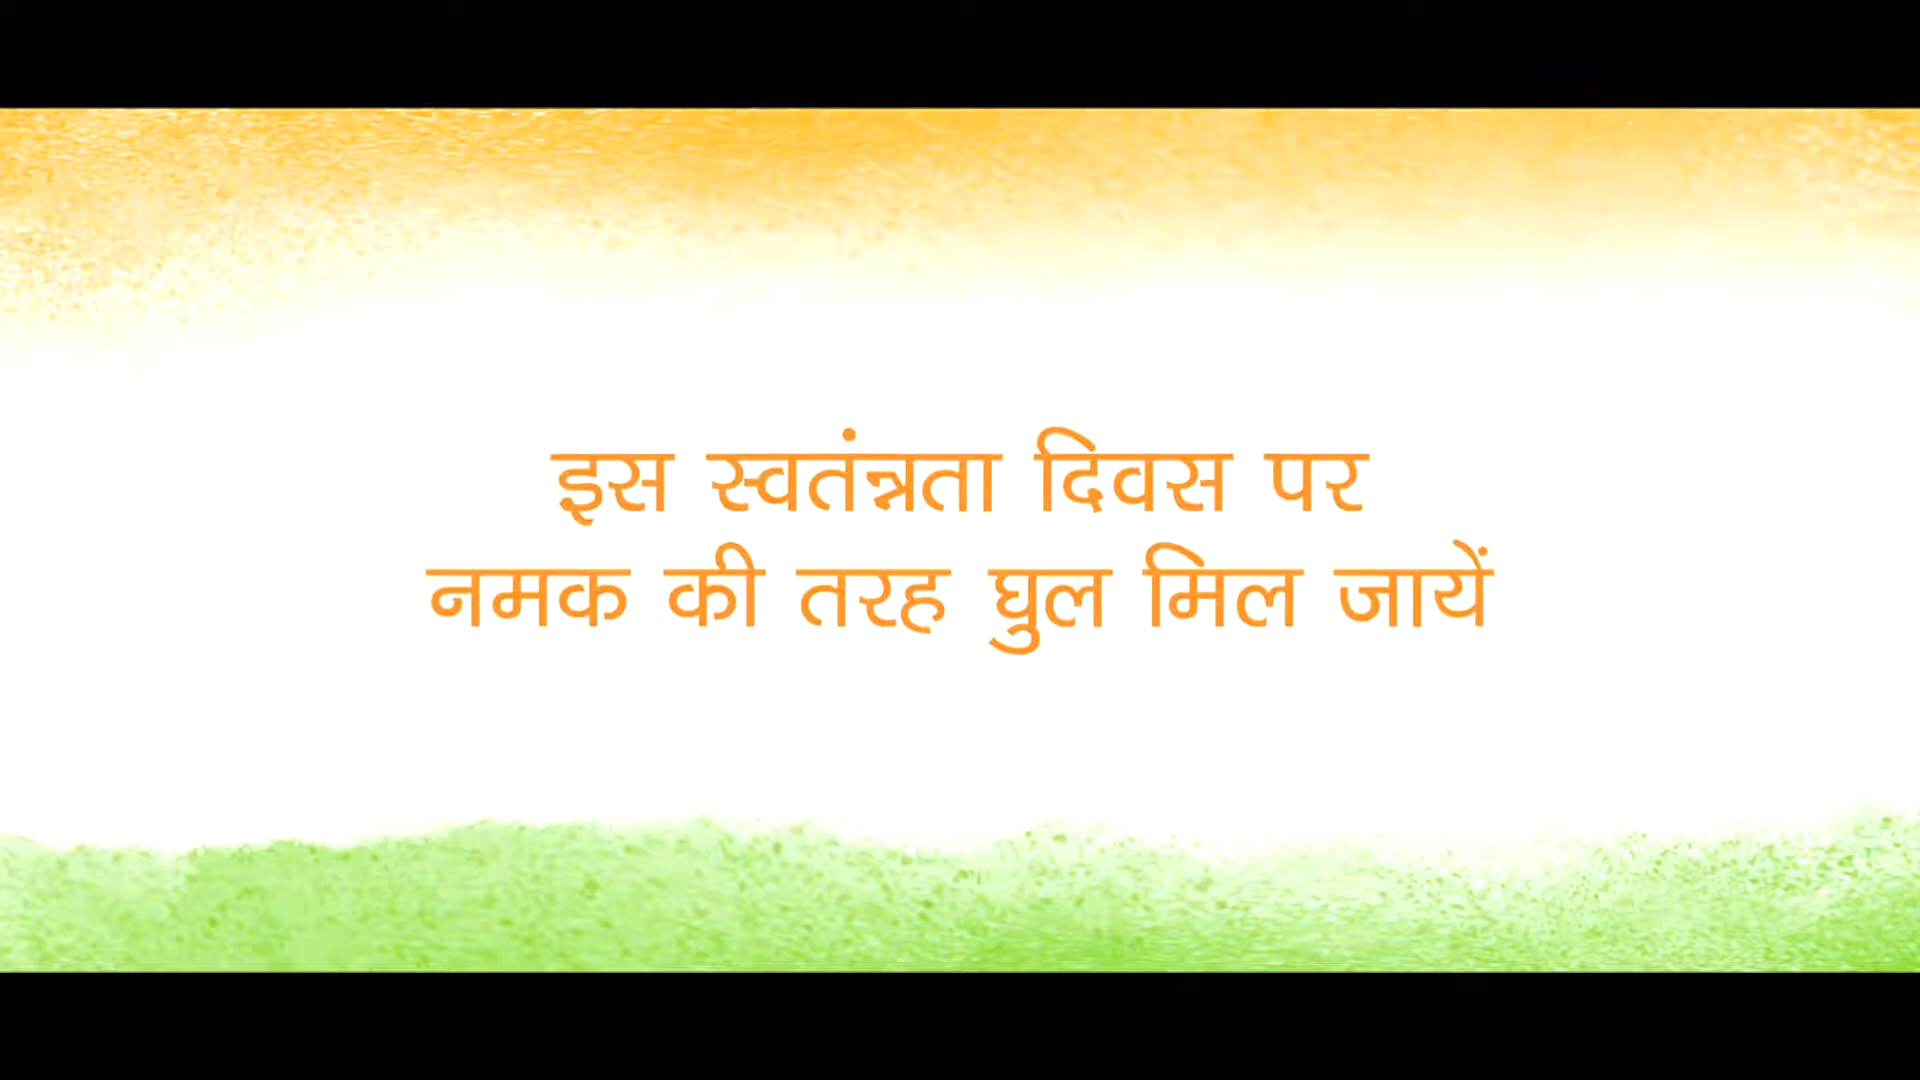 इस स्वतंन्नता दिवस पर
नमक की तरह घुल मिल जायें